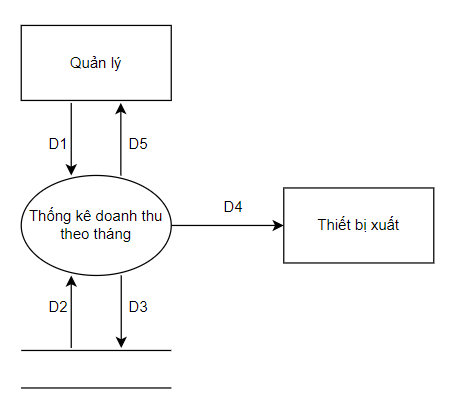 Quản lý
D1
D5
Thống kê doanh thu
theo tháng
D4
Thiết bị xuất
D2
D3